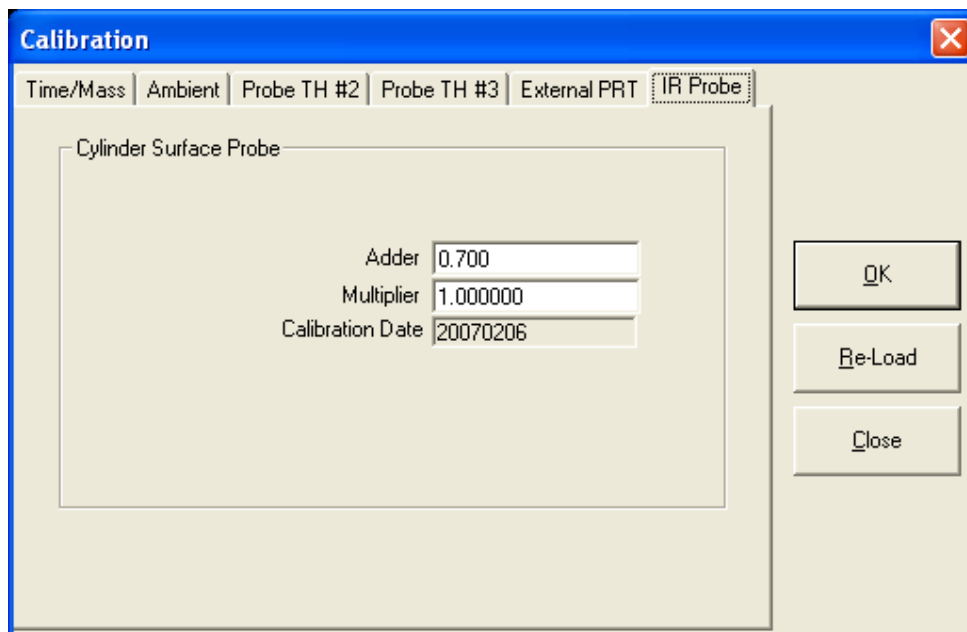 Calibration
Time/Mass Ambient Probe TH #2 Probe TH #3 External PRT IR Probe
Cylinder Surface Probe
Adder 0.700
Multiplier 1.000000
Calibration Date 20070206
OK
Re-Load
Close